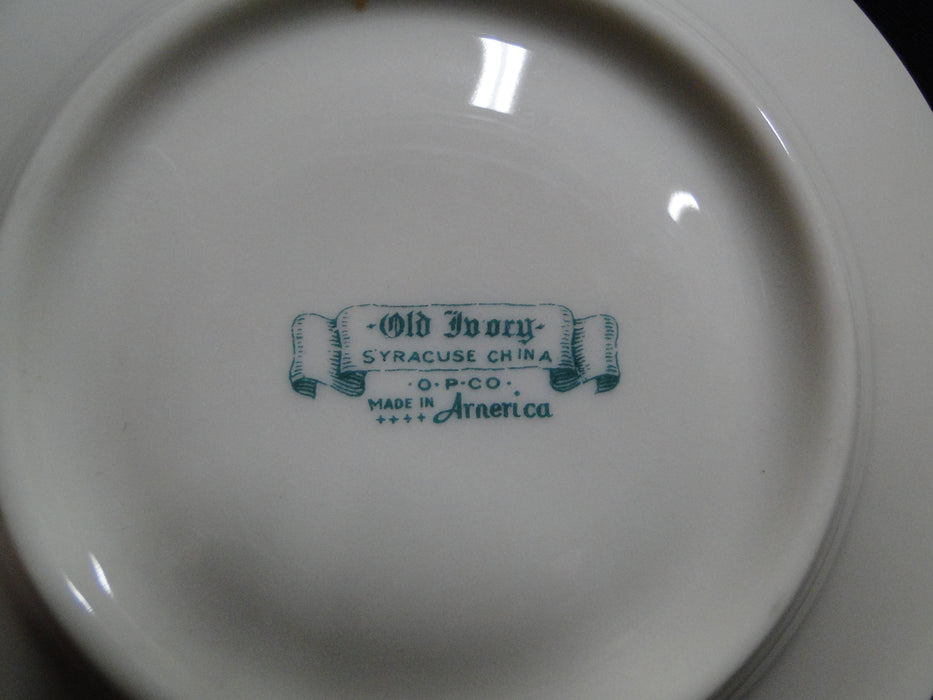 -Old Ivory-
SYRACUSE CHINA
·O·P·CO·
MADE IN America
++++